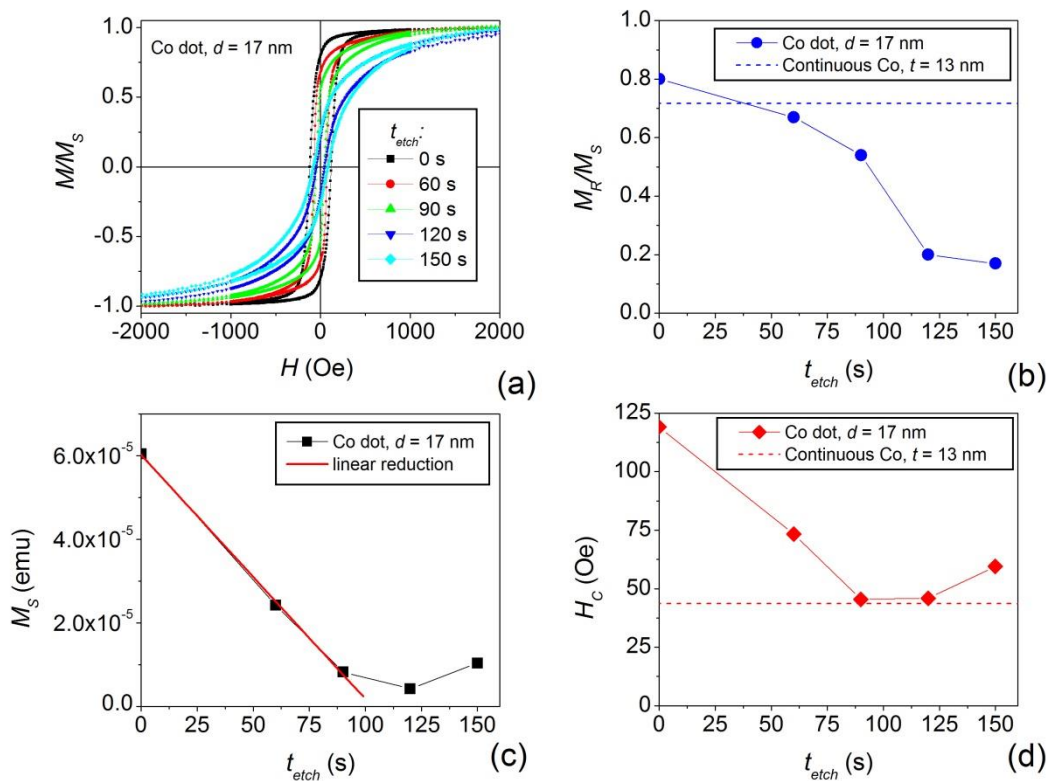 Co dot, d = 17 nm
t_etch:
0 s
60 s
90 s
120 s
150 s
M/M_S
1.0
0.5
0.0
-0.5
-1.0
-2000 -1000 0 1000 2000
H (Oe)
(a)
Co dot, d = 17 nm
Continuous Co, t = 13 nm
M_R/M_S
1.0
0.8
0.6
0.4
0.2
0.0
0 25 50 75 100 125 150
t_etch (s)
(b)
Co dot, d = 17 nm
linear reduction
M_S (emu)
6.0x10^-5
4.0x10^-5
2.0x10^-5
0.0
0 25 50 75 100 125 150
t_etch (s)
(c)
Co dot, d = 17 nm
Continuous Co, t = 13 nm
H_C (Oe)
125
100
75
50
25
0
0 25 50 75 100 125 150
t_etch (s)
(d)